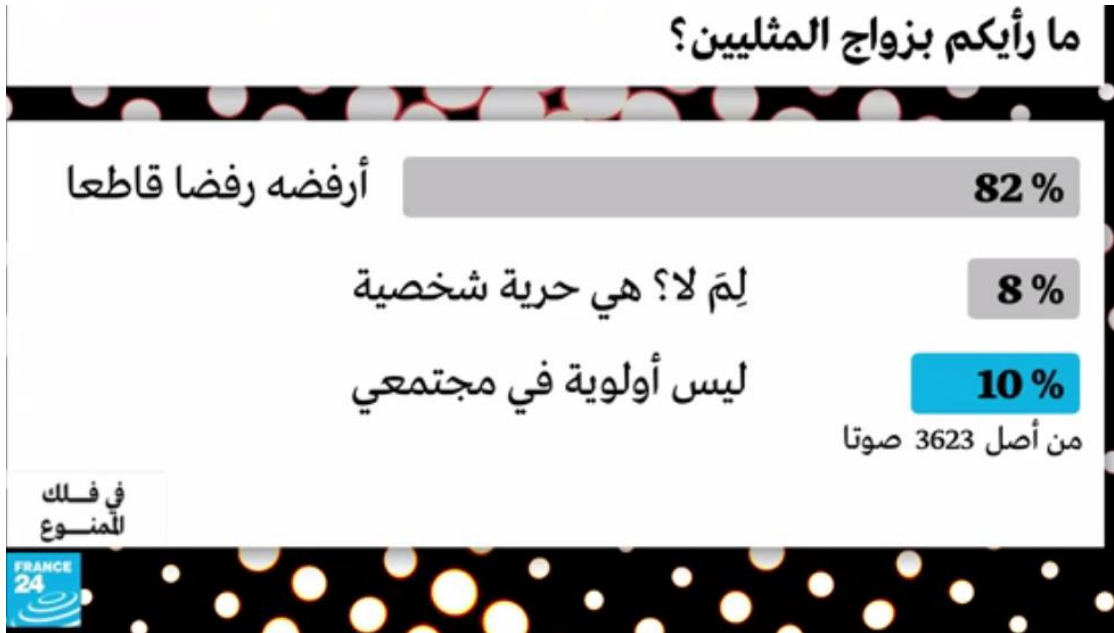 ما رأيكم بزواج المثليين؟
82 % أرفضه رفضا قاطعا
8 % لِمَ لا؟ هي حرية شخصية
10 % ليس أولوية في مجتمعي
من أصل 3623 صوتا
في فلك
الممنوع
FRANCE
24